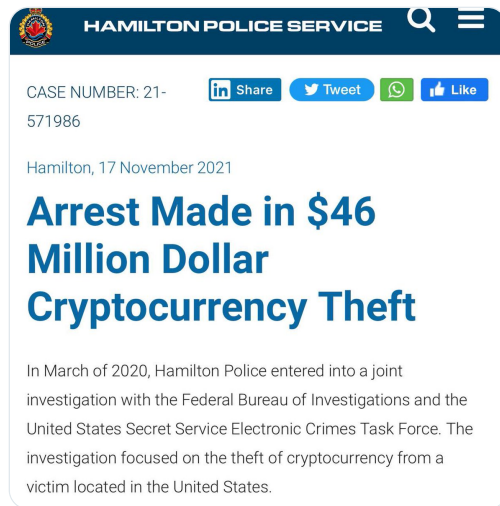 HAMILTON POLICE SERVICE
CASE NUMBER: 21-
571986
Share
Tweet
Like
Hamilton, 17 November 2021
Arrest Made in $46
Million Dollar
Cryptocurrency Theft
In March of 2020, Hamilton Police entered into a joint
investigation with the Federal Bureau of Investigations and the
United States Secret Service Electronic Crimes Task Force. The
investigation focused on the theft of cryptocurrency from a
victim located in the United States.